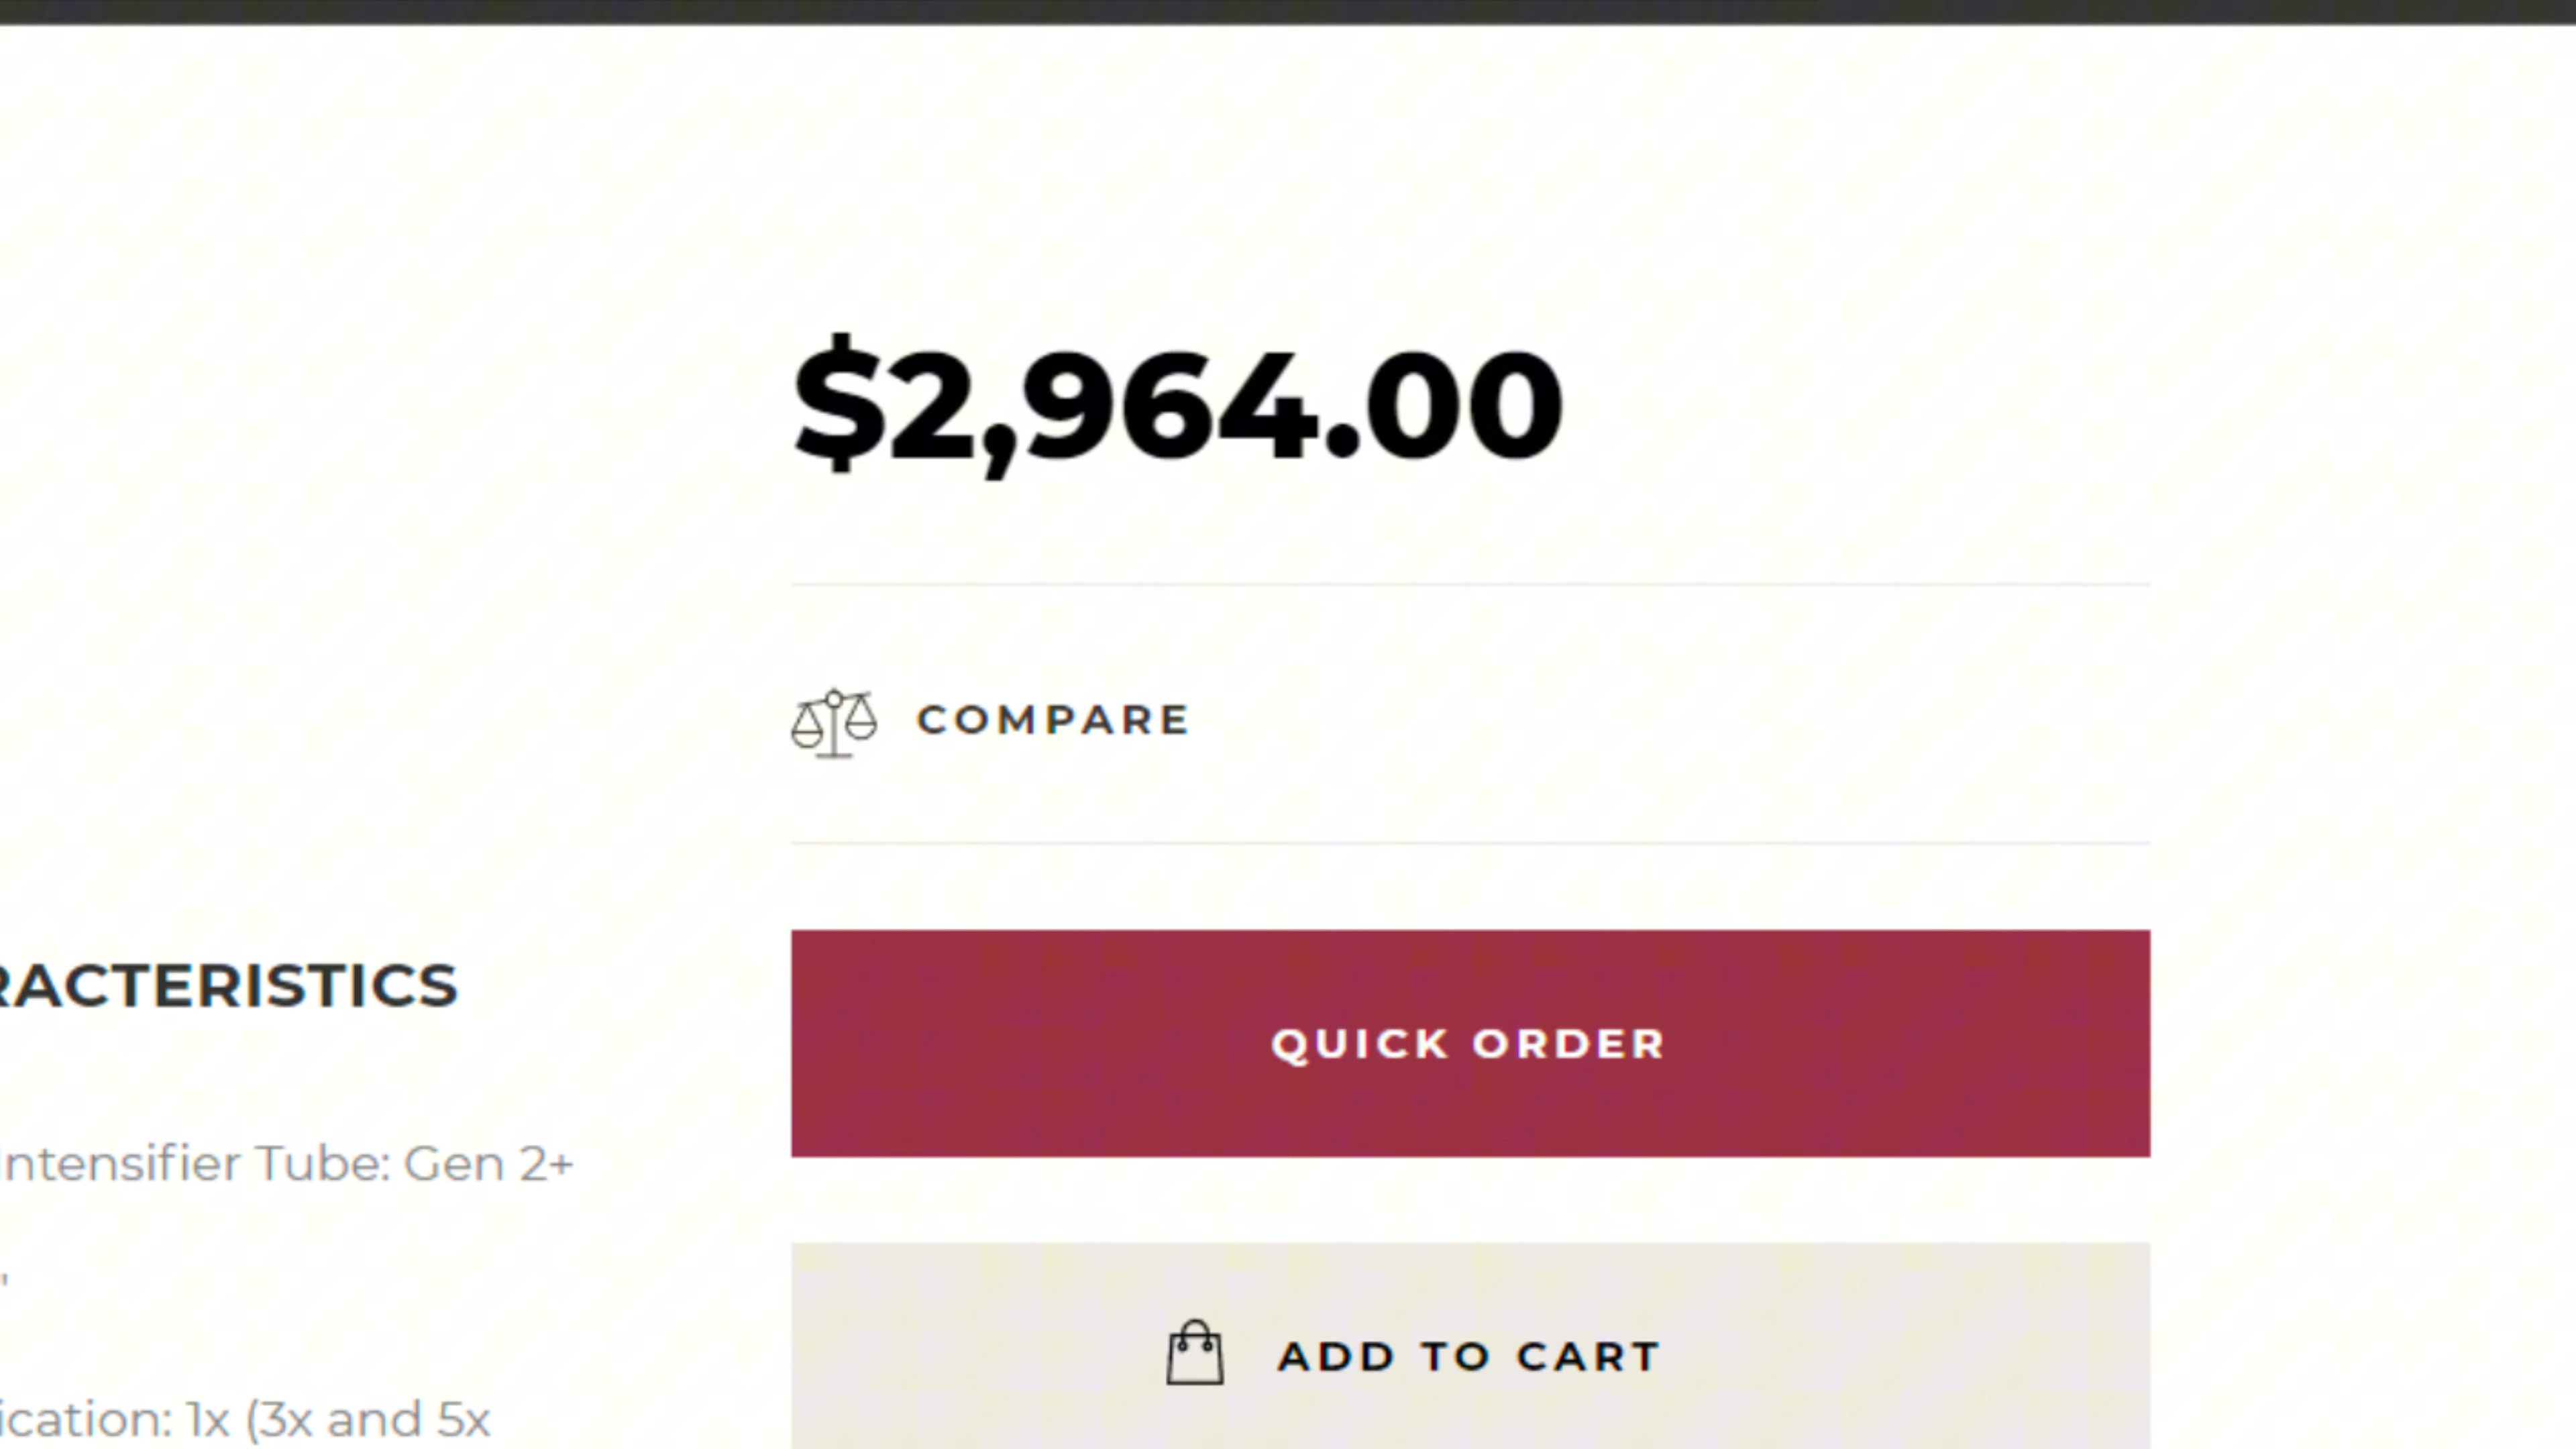 $2,964.00
COMPARE
RACTERISTICS
QUICK ORDER
ntensifier Tube: Gen 2+
ADD TO CART
ication: 1x (3x and 5x